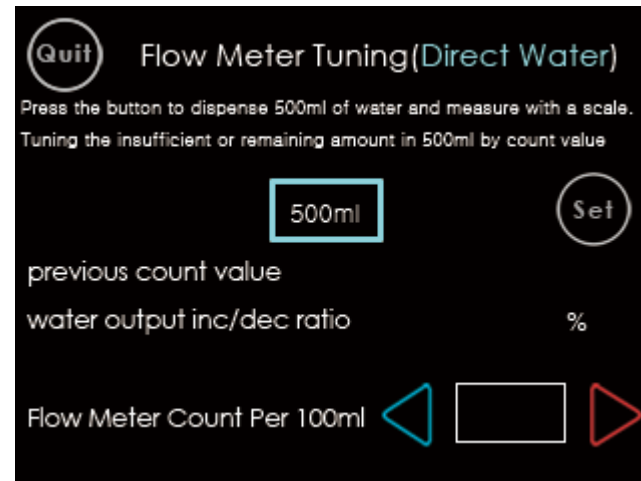 Quit
Flow Meter Tuning(Direct Water)
Press the button to dispense 500ml of water and measure with a scale.
Tuning the insufficient or remaining amount in 500ml by count value
500ml
Set
previous count value
water output inc/dec ratio %
Flow Meter Count Per 100ml